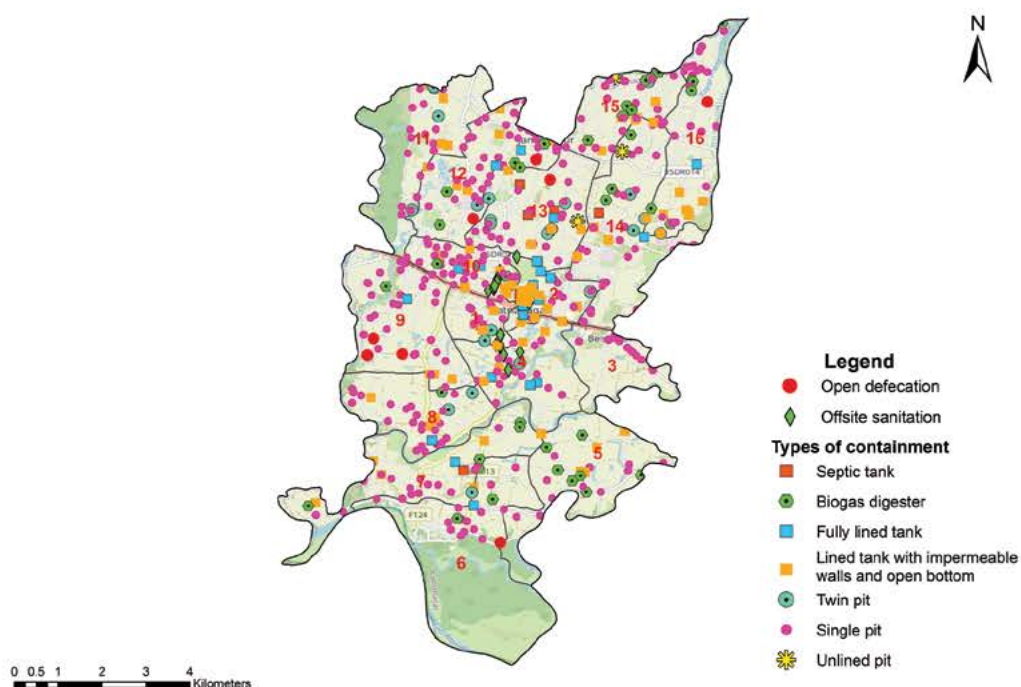 N
15
11
16
12
13
14
10
2
1
9
3
8
5
13
7
F124
6
Legend
Open defecation
Offsite sanitation
Types of containment
Septic tank
Biogas digester
Fully lined tank
Lined tank with impermeable
walls and open bottom
Twin pit
Single pit
Unlined pit
0 0.5 1 2 3 4
Kilometers